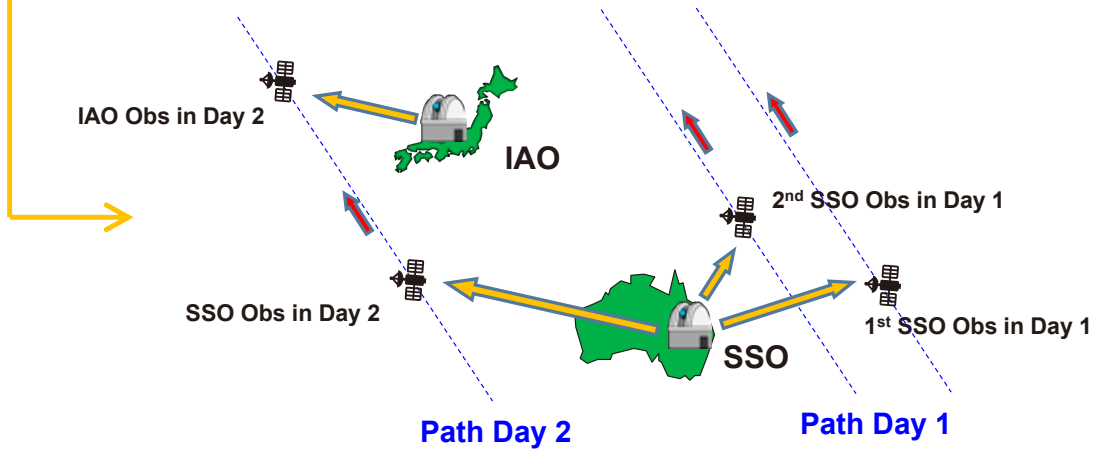 IAO Obs in Day 2
IAO
2nd SSO Obs in Day 1
SSO Obs in Day 2
1st SSO Obs in Day 1
SSO
Path Day 2
Path Day 1